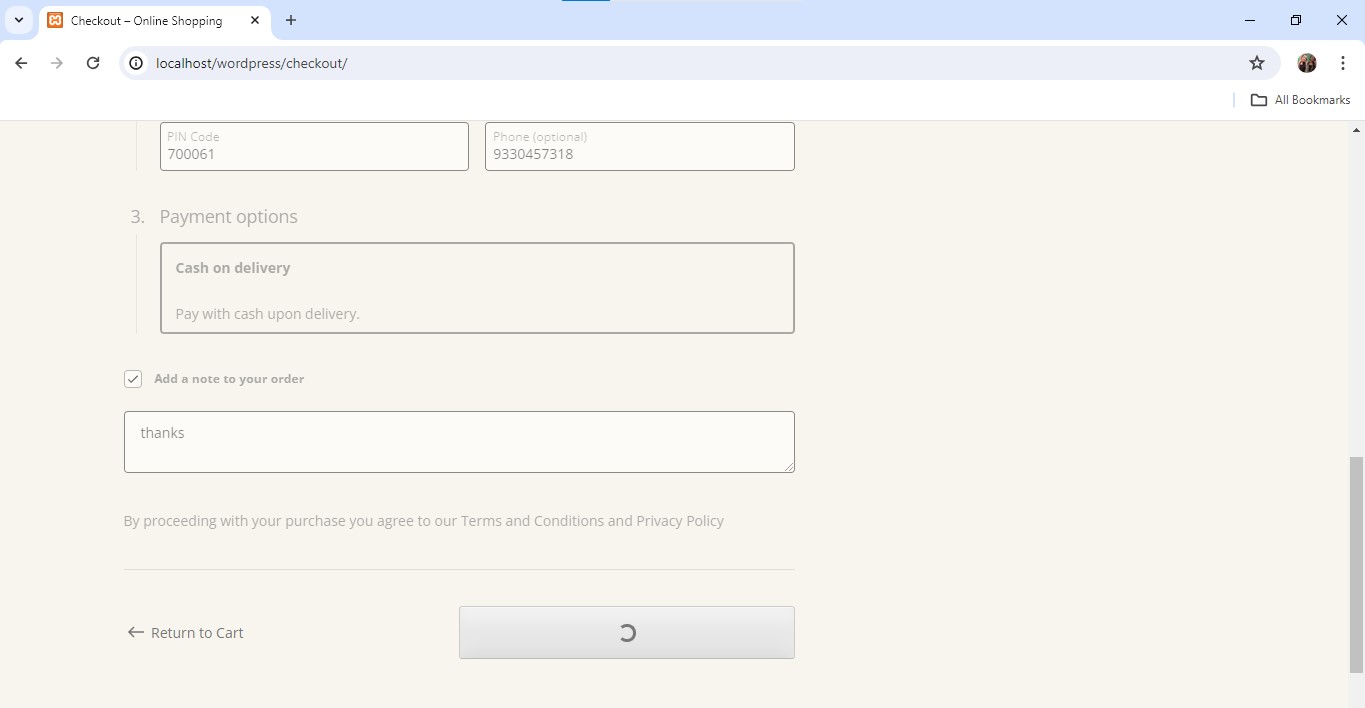 Checkout – Online Shopping
localhost/wordpress/checkout/
All Bookmarks
PIN Code
700061
Phone (optional)
9330457318
3. Payment options
Cash on delivery
Pay with cash upon delivery.
Add a note to your order
thanks
By proceeding with your purchase you agree to our Terms and Conditions and Privacy Policy
Return to Cart